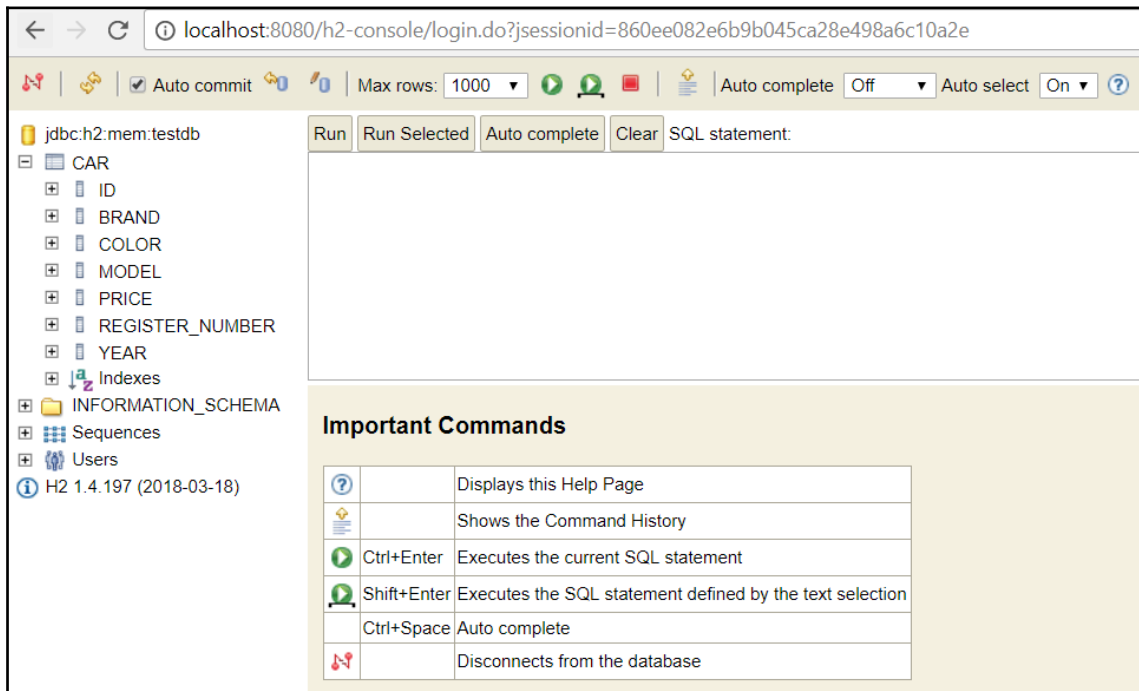 localhost:8080/h2-console/login.do?jsessionid=860ee082e6b9b045ca28e498a6c10a2e
Auto commit Max rows: 1000 Auto complete Off Auto select On ?
jdbc:h2:mem:testdb
CAR
ID
BRAND
COLOR
MODEL
PRICE
REGISTER_NUMBER
YEAR
Indexes
INFORMATION_SCHEMA
Sequences
Users
H2 1.4.197 (2018-03-18)
Run Run Selected Auto complete Clear SQL statement:
Important Commands
? Displays this Help Page
Shows the Command History
Ctrl+Enter Executes the current SQL statement
Shift+Enter Executes the SQL statement defined by the text selection
Ctrl+Space Auto complete
Disconnects from the database